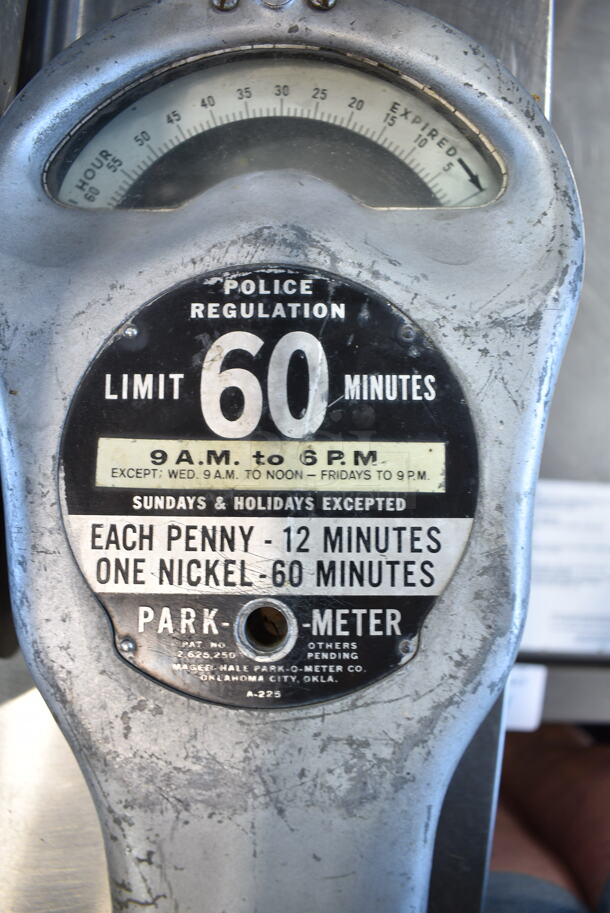 1 HOUR 60 55 50 45 40 35 30 25 20 15 10 5
EXPIRED
POLICE
REGULATION
LIMIT 60 MINUTES
9 A.M. to 6 P.M.
EXCEPT: WED. 9 A.M. TO NOON – FRIDAYS TO 9 P.M.
SUNDAYS & HOLIDAYS EXCEPTED
EACH PENNY - 12 MINUTES
ONE NICKEL - 60 MINUTES
PARK-O-METER
PAT. NO. OTHERS
2,625,250 PENDING
MAGEE-HALE PARK-O-METER CO.
OKLAHOMA CITY, OKLA.
A-225